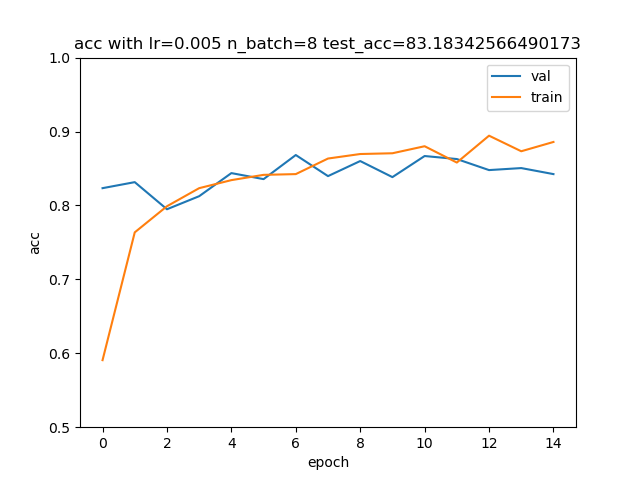 acc with lr=0.005 n_batch=8 test_acc=83.18342566490173
val
train
1.0
0.9
0.8
0.7
0.6
0.5
acc
0 2 4 6 8 10 12 14
epoch